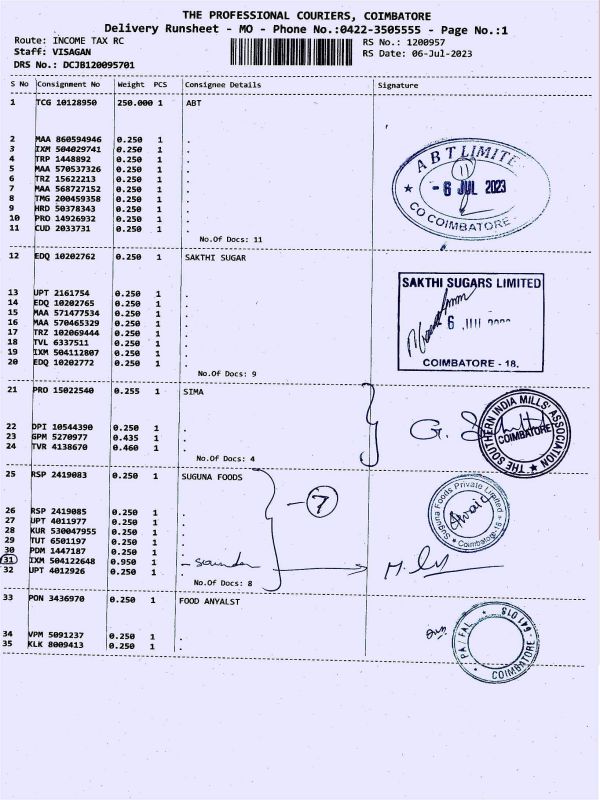 THE PROFESSIONAL COURIERS, COIMBATORE
Delivery Runsheet - MO - Phone No.:0422-3505555 - Page No.:1
Route: INCOME TAX RC
RS No.: 1200957
Staff: VISAGAN
RS Date: 06-Jul-2023
DRS No.: DCJB120095701
S No Consignment No Weight PCS Consignee Details Signature
1 TCG 10128950 250.000 1 ABT
2 MAA 860594946 0.250 1 .
3 IXM 504029741 0.250 1 .
4 TRP 1448892 0.250 1 .
5 MAA 570537326 0.250 1 .
6 TRZ 15622213 0.250 1 .
7 MAA 568727152 0.250 1 .
8 TMG 200459358 0.250 1 .
9 HRD 50378343 0.250 1 .
10 PRO 14926932 0.250 1 .
11 CUD 2033731 0.250 1 .
No.Of Docs: 11
ABT LIMITE
11
- 6 JUL 2023
CO COIMBATORE
12 EDQ 10202762 0.250 1 SAKTHI SUGAR
13 UPT 2161754 0.250 1 .
14 EDQ 10202765 0.250 1 .
15 MAA 571477534 0.250 1 .
16 MAA 570465329 0.250 1 .
17 TRZ 102069444 0.250 1 .
18 TVL 6337511 0.250 1 .
19 IXM 504112807 0.250 1 .
20 EDQ 10202772 0.250 1 .
No.Of Docs: 9
SAKTHI SUGARS LIMITED
6
COIMBATORE - 18.
21 PRO 15022540 0.255 1 SIMA
22 DPI 10544390 0.250 1 .
23 GPM 5270977 0.435 1 .
24 TVR 4138670 0.460 1 .
No.Of Docs: 4
THE SOUTHERN INDIA MILLS' ASSOCIATION
COIMBATORE
25 RSP 2419083 0.250 1 SUGUNA FOODS
26 RSP 2419085 0.250 1 .
27 UPT 4011977 0.250 1 .
28 KUR 530047955 0.250 1 .
29 TUT 6501197 0.250 1 .
30 PDM 1447187 0.250 1 .
31 IXM 504122648 0.950 1
32 UPT 4012926 0.250 1 .
No.Of Docs: 8
- 7
Suguna Foods Private Limited
Coimbatore
33 PON 3436970 0.250 1 FOOD ANYALST
34 VPM 5091237 0.250 1 .
35 KLK 8009413 0.250 1 .
COIMBATORE